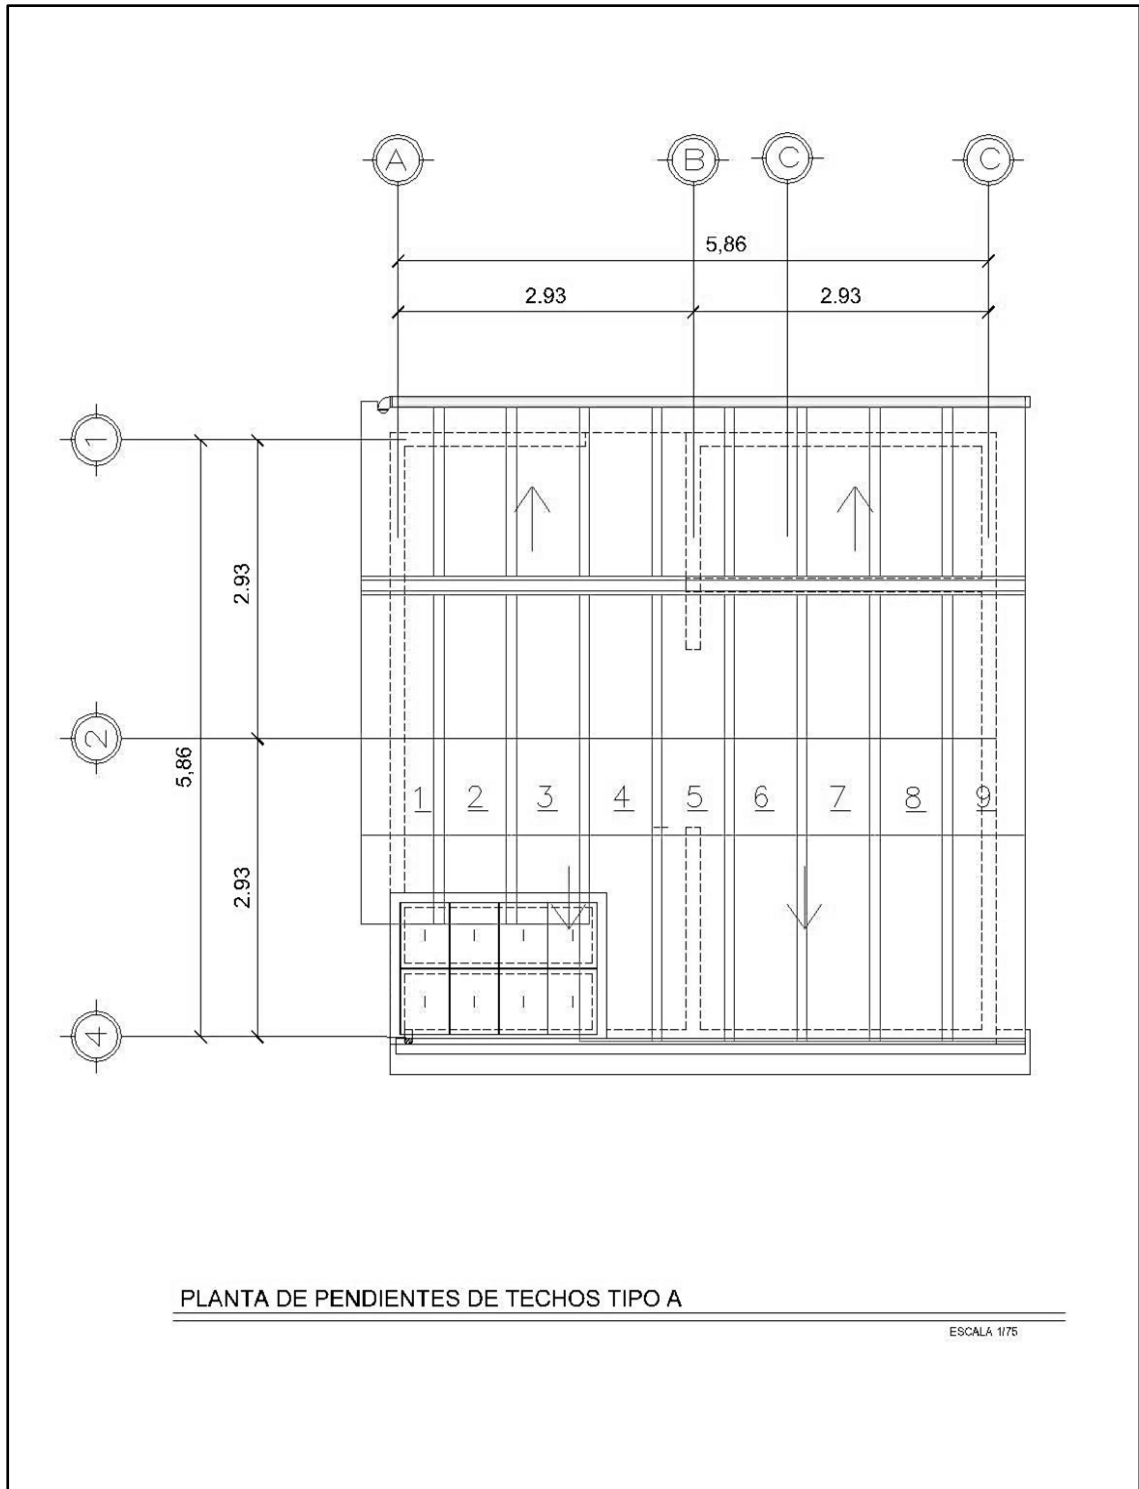 A B C C
5,86
2.93 2.93
1
2.93
2
5,86
1 2 3 4 5 6 7 8 9
2.93
4
PLANTA DE PENDIENTES DE TECHOS TIPO A
ESCALA 1/75